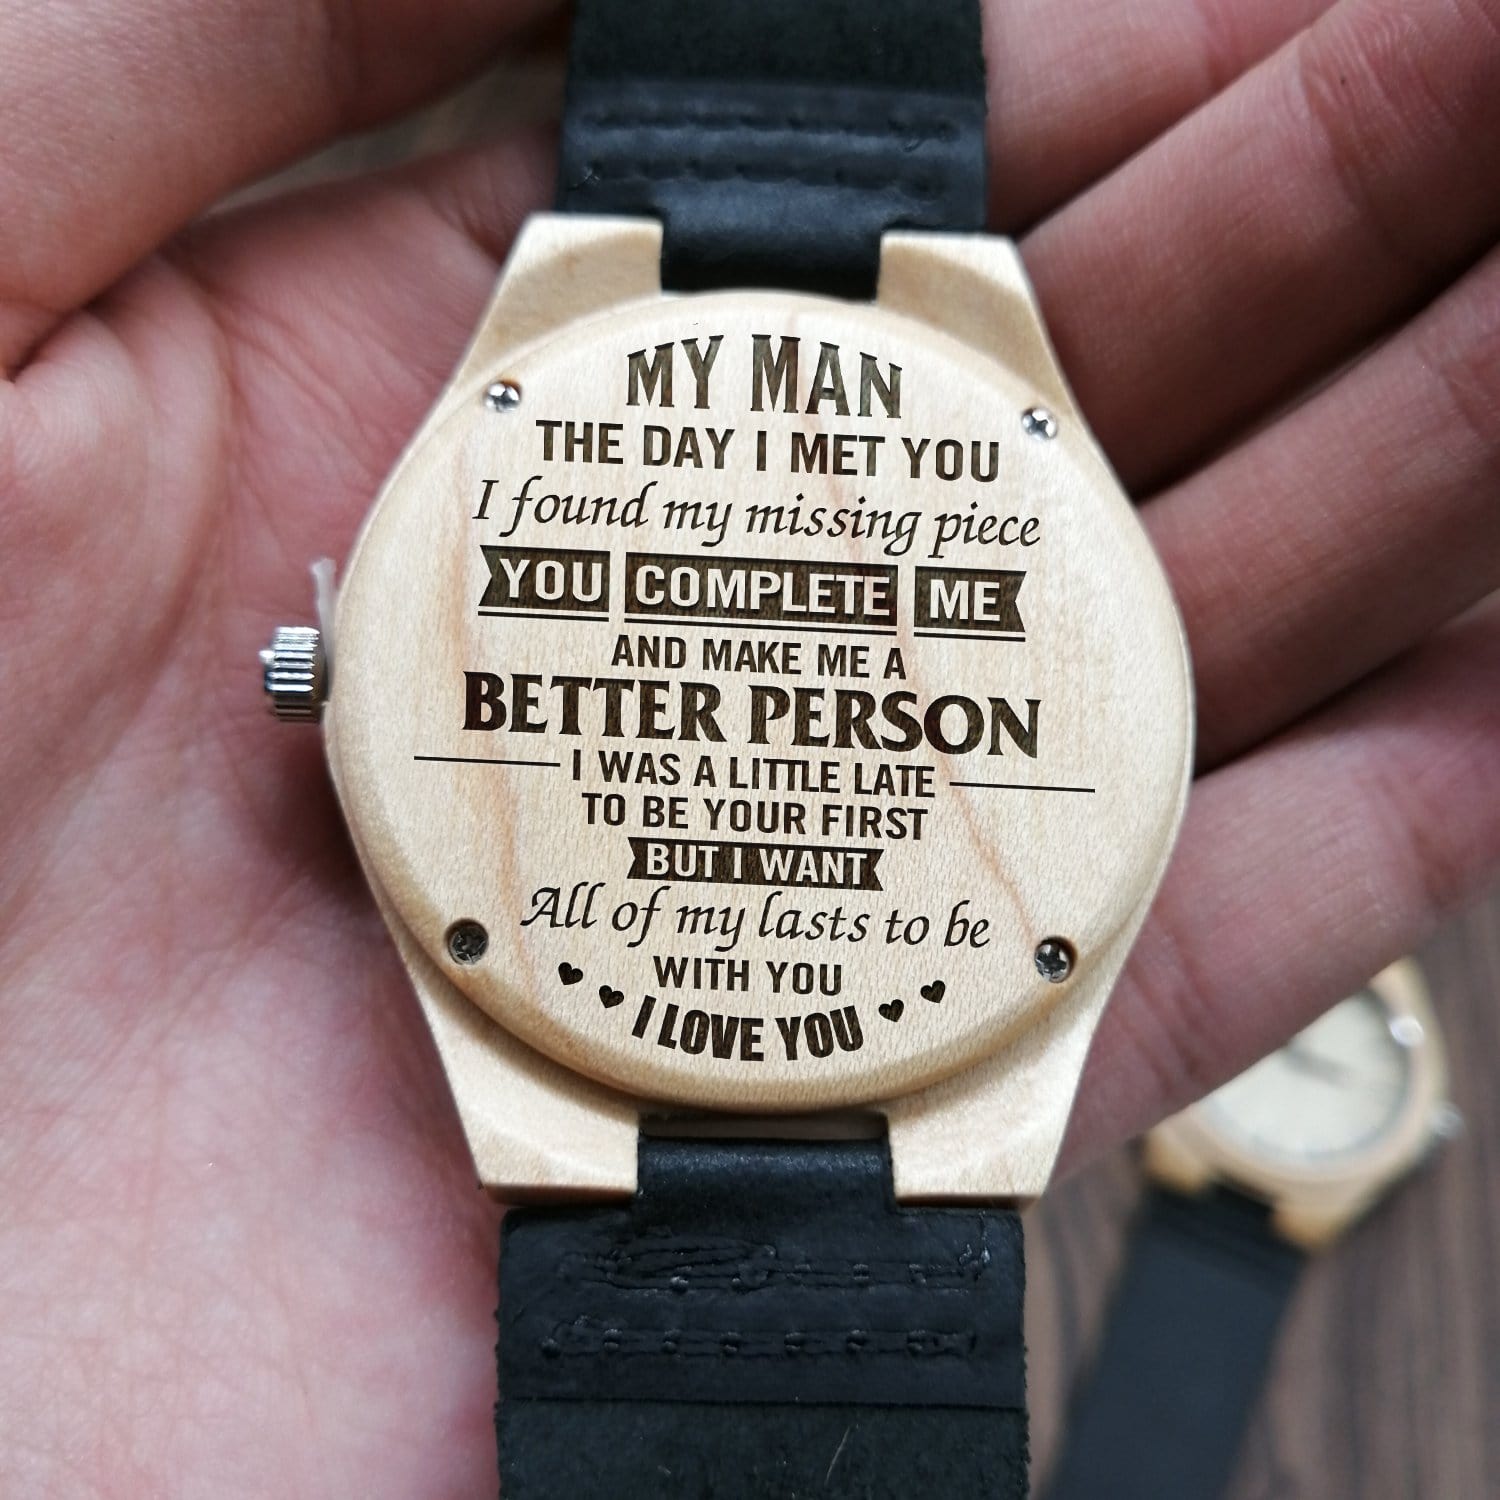 MY MAN
THE DAY I MET YOU
I found my missing piece
YOU COMPLETE ME
AND MAKE ME A
BETTER PERSON
I WAS A LITTLE LATE
TO BE YOUR FIRST
BUT I WANT
All of my lasts to be
WITH YOU
I LOVE YOU